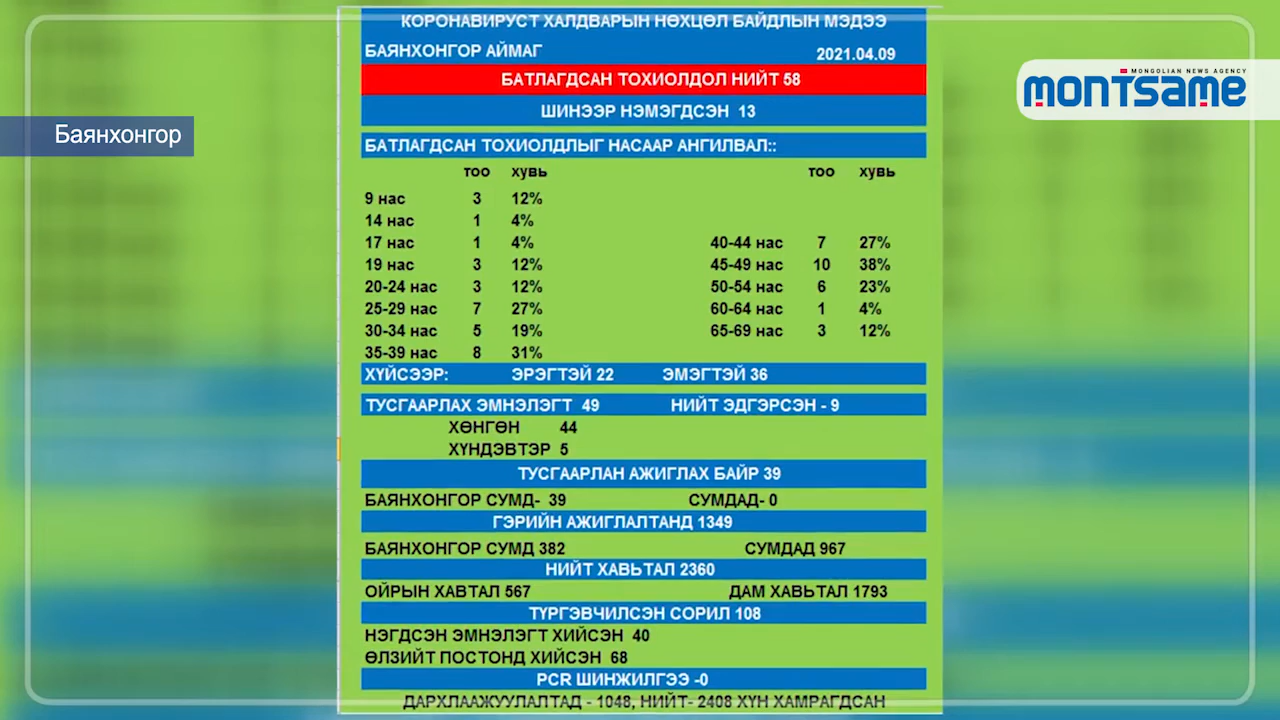 КОРОНАВИРУСТ ХАЛДВАРЫН НӨХЦӨЛ БАЙДЛЫН МЭДЭЭ
БАЯНХОНГОР АЙМАГ 2021.04.09
БАТЛАГДСАН ТОХИОЛДОЛ НИЙТ 58
ШИНЭЭР НЭМЭГДСЭН 13
MONGOLIAN NEWS AGENCY
MONTSAME
Баянхонгор
БАТЛАГДСАН ТОХИОЛДЛЫГ НАСААР АНГИЛВАЛ::
тоо хувь тоо хувь
9 нас 3 12%
14 нас 1 4%
17 нас 1 4% 40-44 нас 7 27%
19 нас 3 12% 45-49 нас 10 38%
20-24 нас 3 12% 50-54 нас 6 23%
25-29 нас 7 27% 60-64 нас 1 4%
30-34 нас 5 19% 65-69 нас 3 12%
35-39 нас 8 31%
ХҮЙСЭЭР: ЭРЭГТЭЙ 22 ЭМЭГТЭЙ 36
ТУСГААРЛАХ ЭМНЭЛЭГТ 49 НИЙТ ЭДГЭРСЭН - 9
ХӨНГӨН 44
ХҮНДЭВТЭР 5
ТУСГААРЛАН АЖИГЛАХ БАЙР 39
БАЯНХОНГОР СУМД- 39 СУМДАД- 0
ГЭРИЙН АЖИГЛАЛТАНД 1349
БАЯНХОНГОР СУМД 382 СУМДАД 967
НИЙТ ХАВЬТАЛ 2360
ОЙРЫН ХАВТАЛ 567 ДАМ ХАВЬТАЛ 1793
ТҮРГЭВЧИЛСЭН СОРИЛ 108
НЭГДСЭН ЭМНЭЛЭГТ ХИЙСЭН 40
ӨЛЗИЙТ ПОСТОНД ХИЙСЭН 68
PCR ШИНЖИЛГЭЭ -0
ДАРХЛААЖУУЛАЛТАД - 1048, НИЙТ- 2408 ХҮН ХАМРАГДСАН